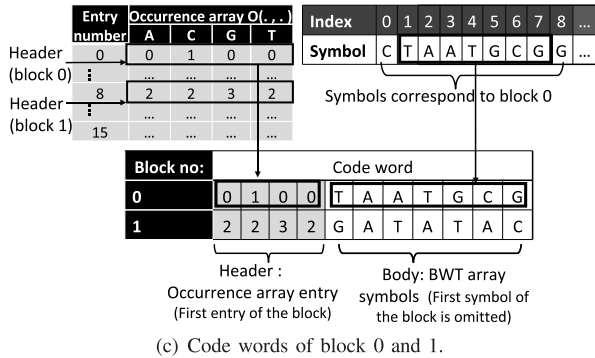 Entry number Occurrence array O(.,.)
A C G T
Header (block 0) 0 0 1 0 0
⋮ ... ... ... ...
Header (block 1) 8 2 2 3 2
⋮ ... ... ... ...
15 ... ... ... ...
Index 0 1 2 3 4 5 6 7 8 ...
Symbol C T A A T G C G G ...
Symbols correspond to block 0
Block no: Code word
0 0 1 0 0 T A A T G C G
1 2 2 3 2 G A T A T A C
Header :
Occurrence array entry
(First entry of the block)
Body: BWT array
symbols (First symbol of
the block is omitted)
(c) Code words of block 0 and 1.